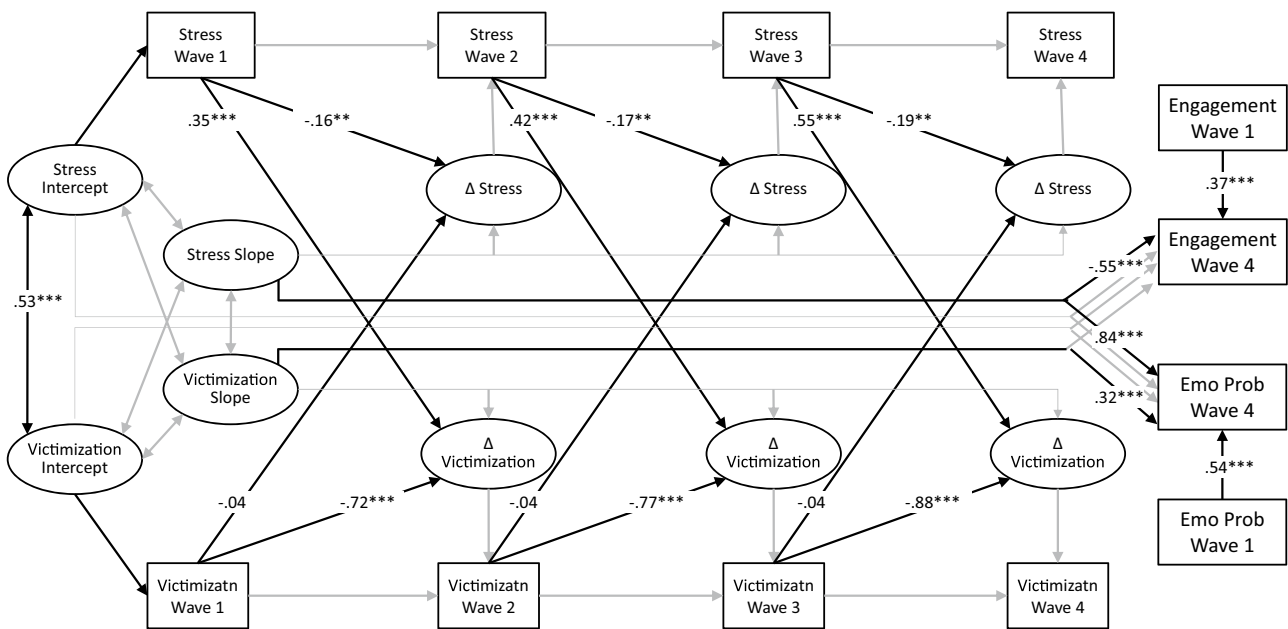 Stress
Wave 1
Stress
Wave 2
Stress
Wave 3
Stress
Wave 4
Engagement
Wave 1
.35***
-.16**
.42***
-.17**
.55***
-.19**
Stress
Intercept
Δ Stress
Δ Stress
Δ Stress
.37***
Engagement
Wave 4
Stress Slope
-.55***
.53***
.84***
Victimization
Slope
.32***
Emo Prob
Wave 4
Victimization
Intercept
Δ
Victimization
Δ
Victimization
Δ
Victimization
.54***
-.04
-.72***
-.04
-.77***
-.04
-.88***
Emo Prob
Wave 1
Victimizatn
Wave 1
Victimizatn
Wave 2
Victimizatn
Wave 3
Victimizatn
Wave 4